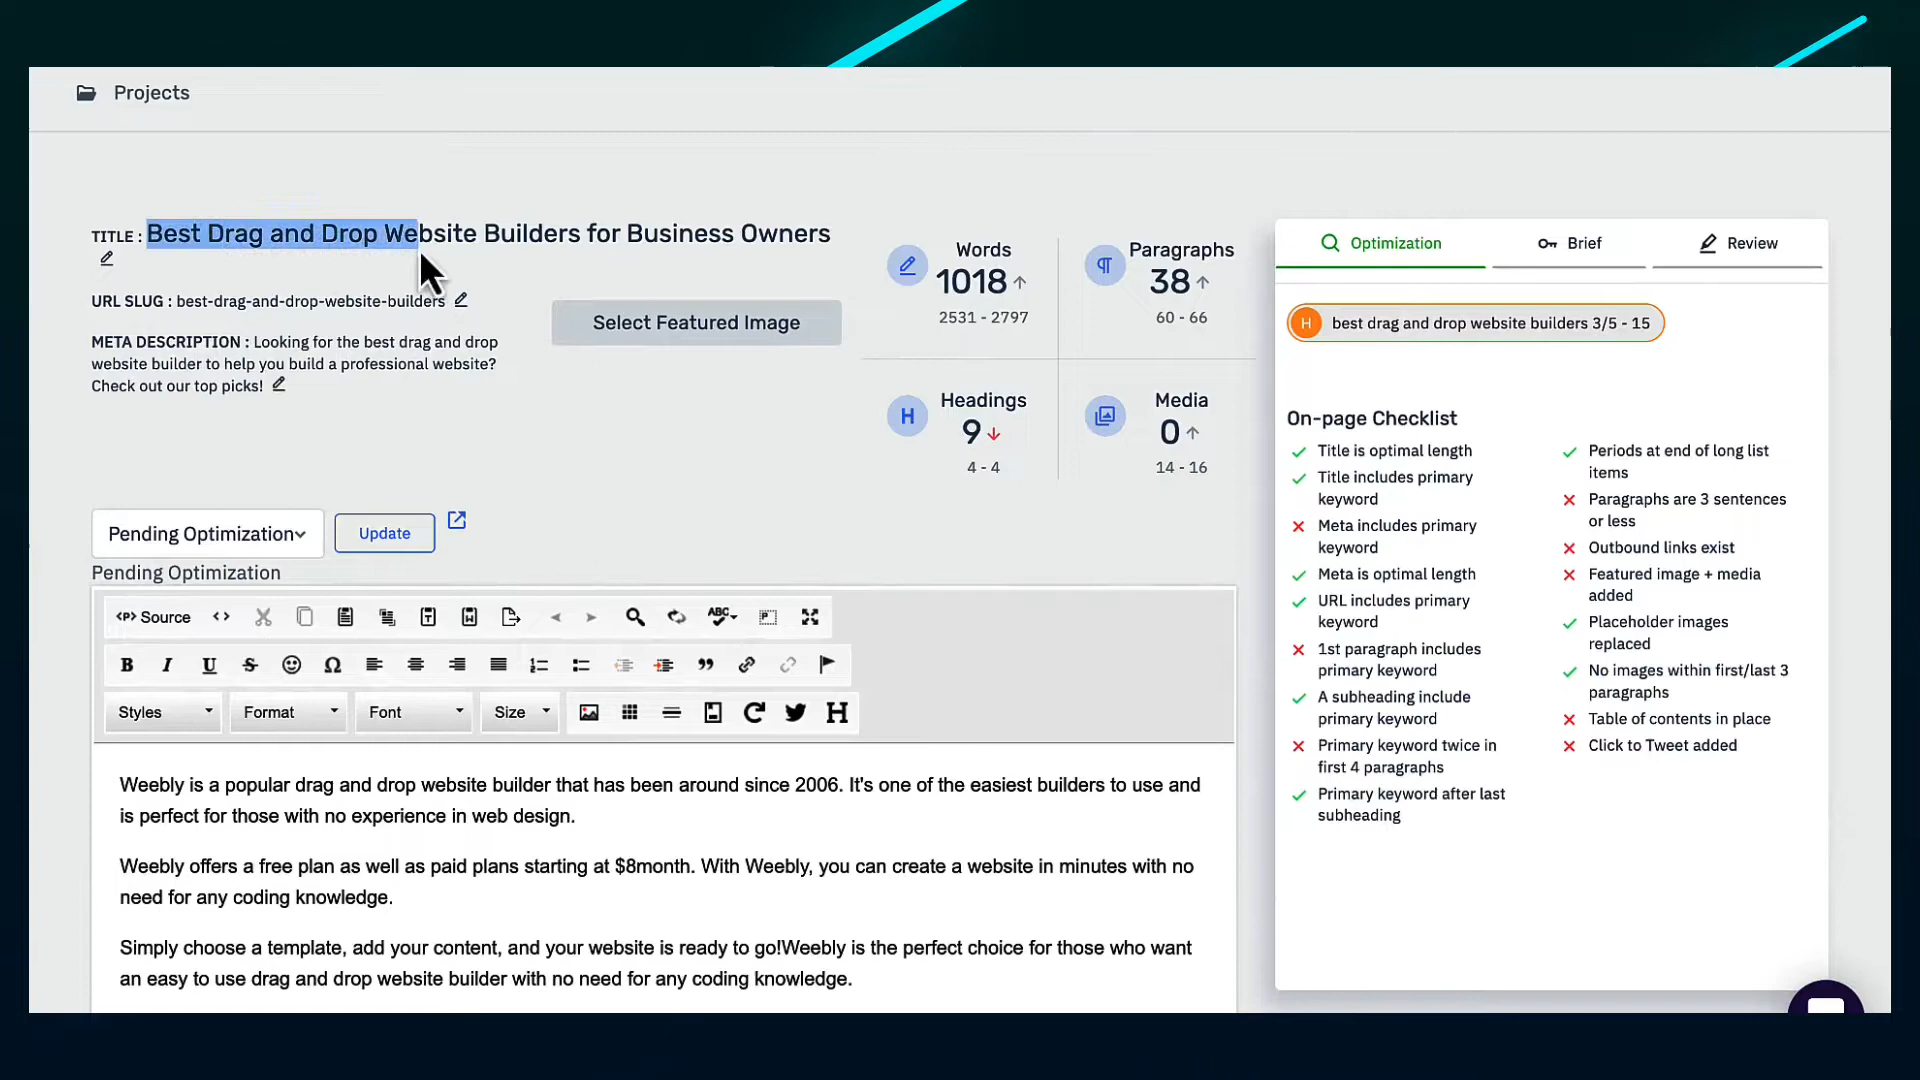 Projects
TITLE : Best Drag and Drop Website Builders for Business Owners
URL SLUG : best-drag-and-drop-website-builders
META DESCRIPTION : Looking for the best drag and drop
website builder to help you build a professional website?
Check out our top picks!
Select Featured Image
Words
1018
2531 - 2797
Paragraphs
38
60 - 66
H
Headings
9
4 - 4
Media
0
14 - 16
Pending Optimization
Update
Pending Optimization
Source
ABC
B I U S Ω
Styles
Format
Font
Size
H
Weebly is a popular drag and drop website builder that has been around since 2006. It's one of the easiest builders to use and
is perfect for those with no experience in web design.
Weebly offers a free plan as well as paid plans starting at $8month. With Weebly, you can create a website in minutes with no
need for any coding knowledge.
Simply choose a template, add your content, and your website is ready to go!Weebly is the perfect choice for those who want
an easy to use drag and drop website builder with no need for any coding knowledge.
Optimization
Brief
Review
H best drag and drop website builders 3/5 - 15
On-page Checklist
Title is optimal length
Title includes primary
keyword
Meta includes primary
keyword
Meta is optimal length
URL includes primary
keyword
1st paragraph includes
primary keyword
A subheading include
primary keyword
Primary keyword twice in
first 4 paragraphs
Primary keyword after last
subheading
Periods at end of long list
items
Paragraphs are 3 sentences
or less
Outbound links exist
Featured image + media
added
Placeholder images
replaced
No images within first/last 3
paragraphs
Table of contents in place
Click to Tweet added